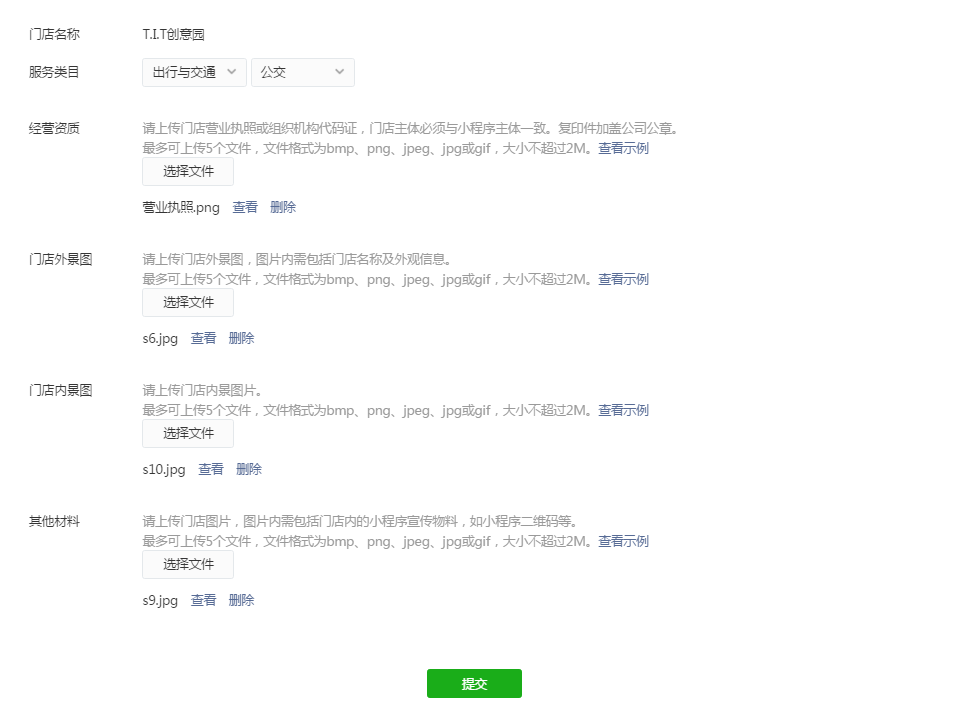 门店名称 T.I.T创意园
服务类目 出行与交通 公交
经营资质 请上传门店营业执照或组织机构代码证，门店主体必须与小程序主体一致。复印件加盖公司公章。
最多可上传5个文件，文件格式为bmp、png、jpeg、jpg或gif，大小不超过2M。查看示例
选择文件
营业执照.png 查看 删除
门店外景图 请上传门店外景图，图片内需包括门店名称及外观信息。
最多可上传5个文件，文件格式为bmp、png、jpeg、jpg或gif，大小不超过2M。查看示例
选择文件
s6.jpg 查看 删除
门店内景图 请上传门店内景图片。
最多可上传5个文件，文件格式为bmp、png、jpeg、jpg或gif，大小不超过2M。查看示例
选择文件
s10.jpg 查看 删除
其他材料 请上传门店图片，图片内需包括门店内的小程序宣传物料，如小程序二维码等。
最多可上传5个文件，文件格式为bmp、png、jpeg、jpg或gif，大小不超过2M。查看示例
选择文件
s9.jpg 查看 删除
提交